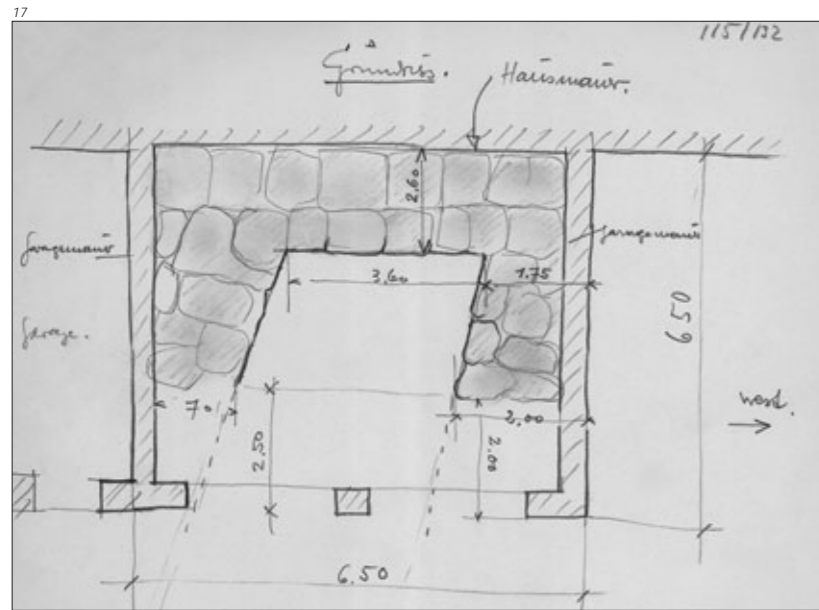 17
115/132
Grundriss.
Hausmauer.
2,60
Garagemauer
Garagemauer
3,60
1.75
Garage.
6 50
west.
70
2,00
2.50
2.00
6.50